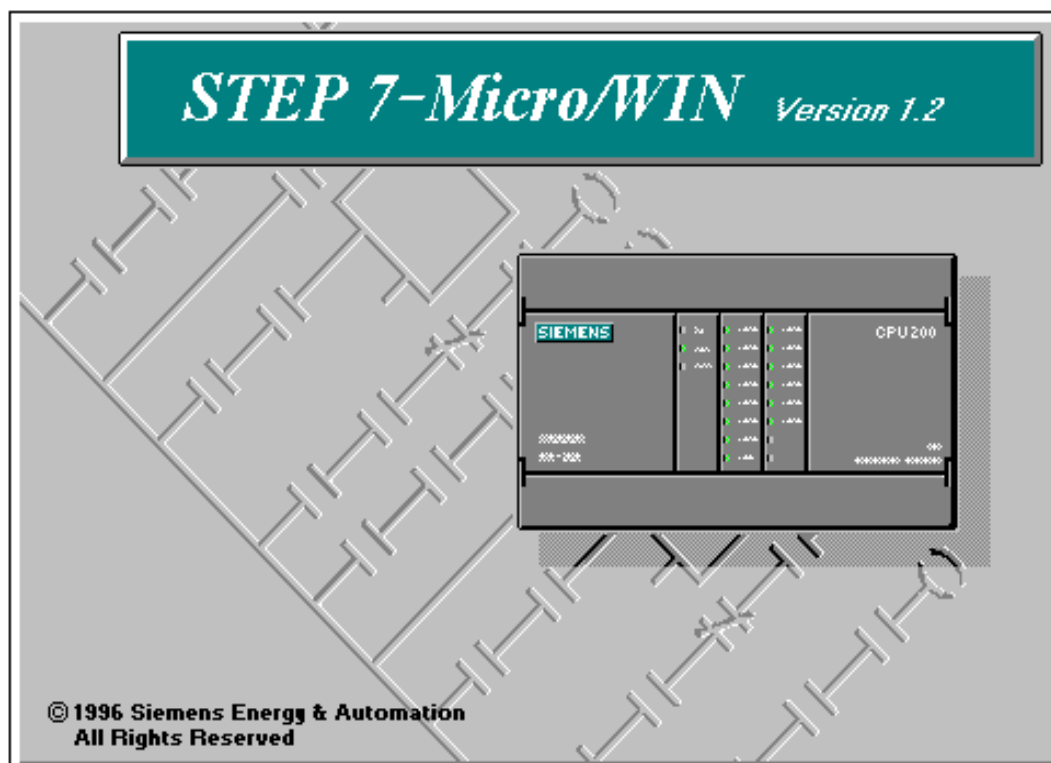 STEP 7-Micro/WIN Version 1.2
SIEMENS
CPU200
© 1996 Siemens Energy & Automation
All Rights Reserved